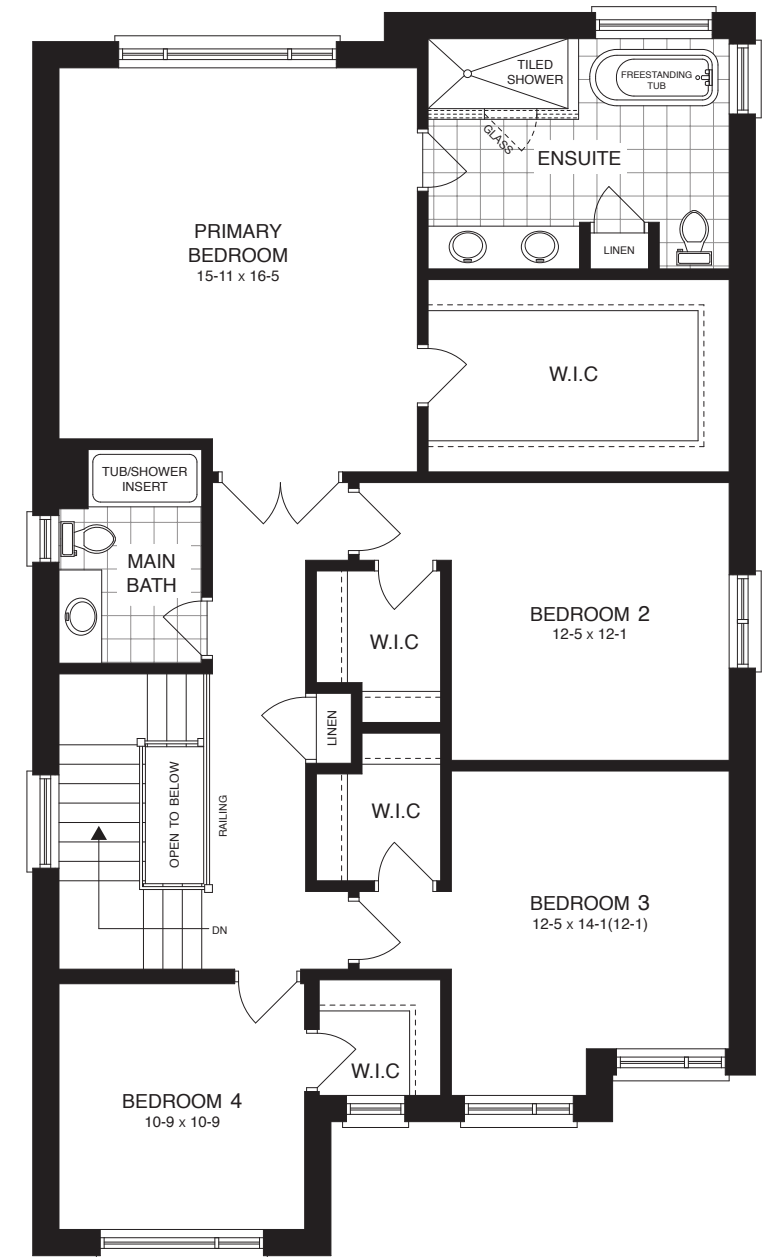 TILED
SHOWER
FREESTANDING
TUB
GLASS
ENSUITE
PRIMARY
BEDROOM
15-11 x 16-5
LINEN
W.I.C
TUB/SHOWER
INSERT
MAIN
BATH
BEDROOM 2
12-5 x 12-1
W.I.C
LINEN
OPEN TO BELOW
RAILING
W.I.C
BEDROOM 3
12-5 x 14-1(12-1)
DN
W.I.C
BEDROOM 4
10-9 x 10-9